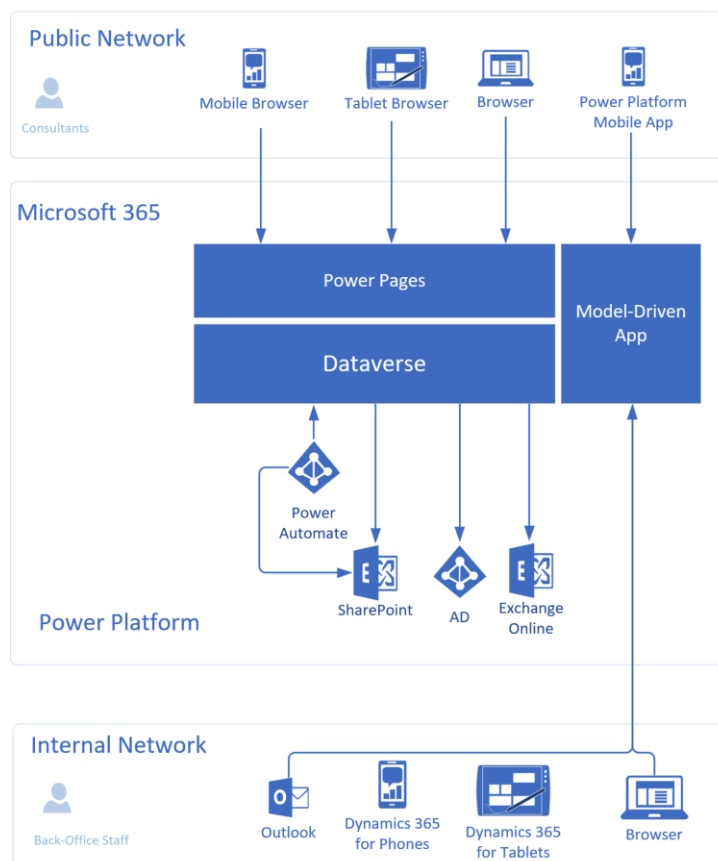 Public Network
Consultants
Mobile Browser
Tablet Browser
Browser
Power Platform
Mobile App
Microsoft 365
Power Pages
Model-Driven
App
Dataverse
Power
Automate
E
SharePoint
AD
E
Exchange
Online
Power Platform
Internal Network
Back-Office Staff
O
Outlook
Dynamics 365
for Phones
Dynamics 365
for Tablets
Browser